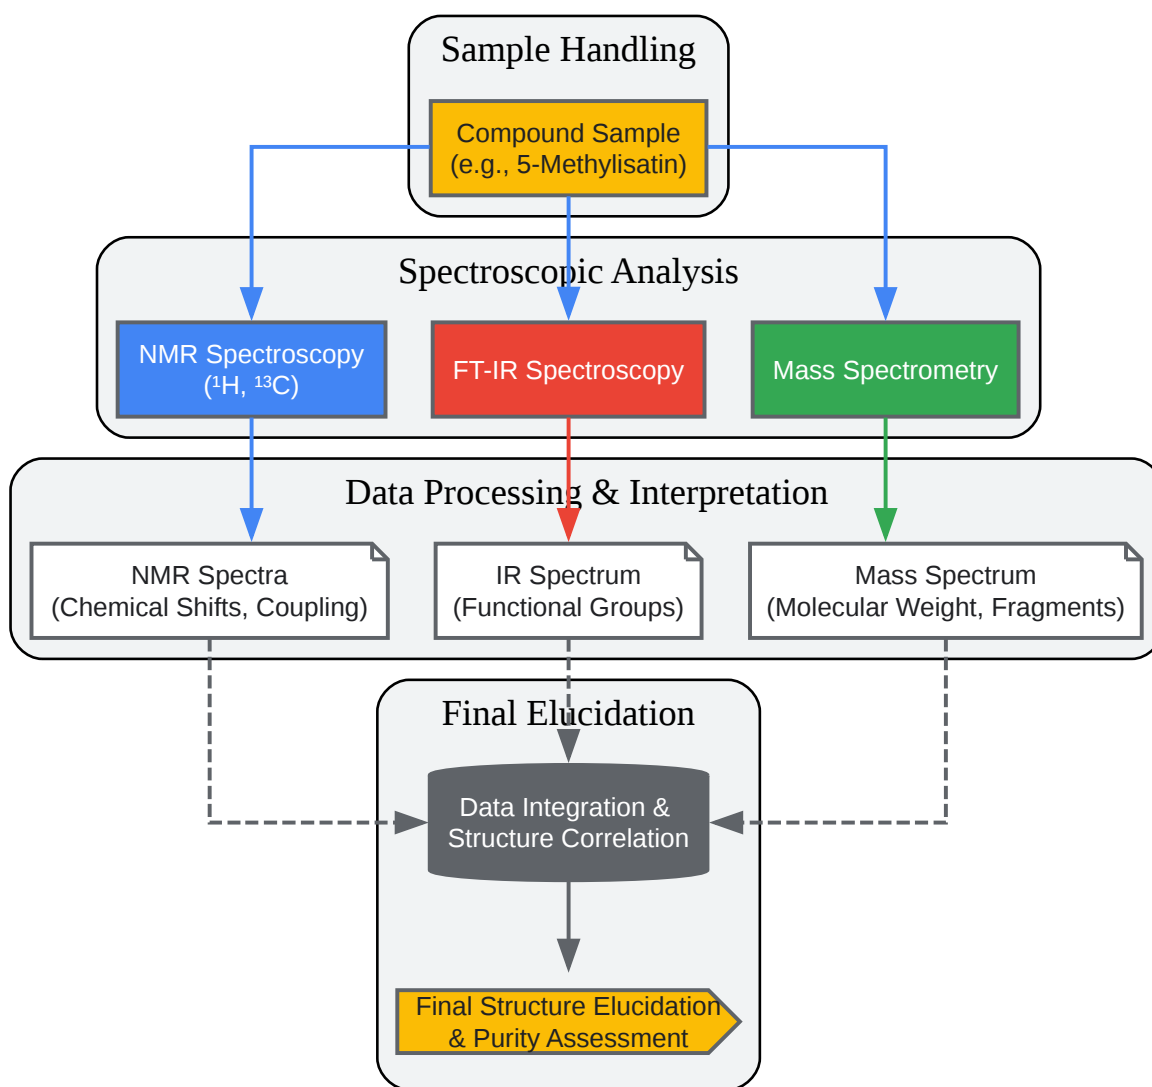 Sample Handling
Compound Sample
(e.g., 5-Methylisatin)
Spectroscopic Analysis
NMR Spectroscopy
(¹H, ¹³C)
FT-IR Spectroscopy
Mass Spectrometry
Data Processing & Interpretation
NMR Spectra
(Chemical Shifts, Coupling)
IR Spectrum
(Functional Groups)
Mass Spectrum
(Molecular Weight, Fragments)
Final Elucidation
Data Integration &
Structure Correlation
Final Structure Elucidation
& Purity Assessment